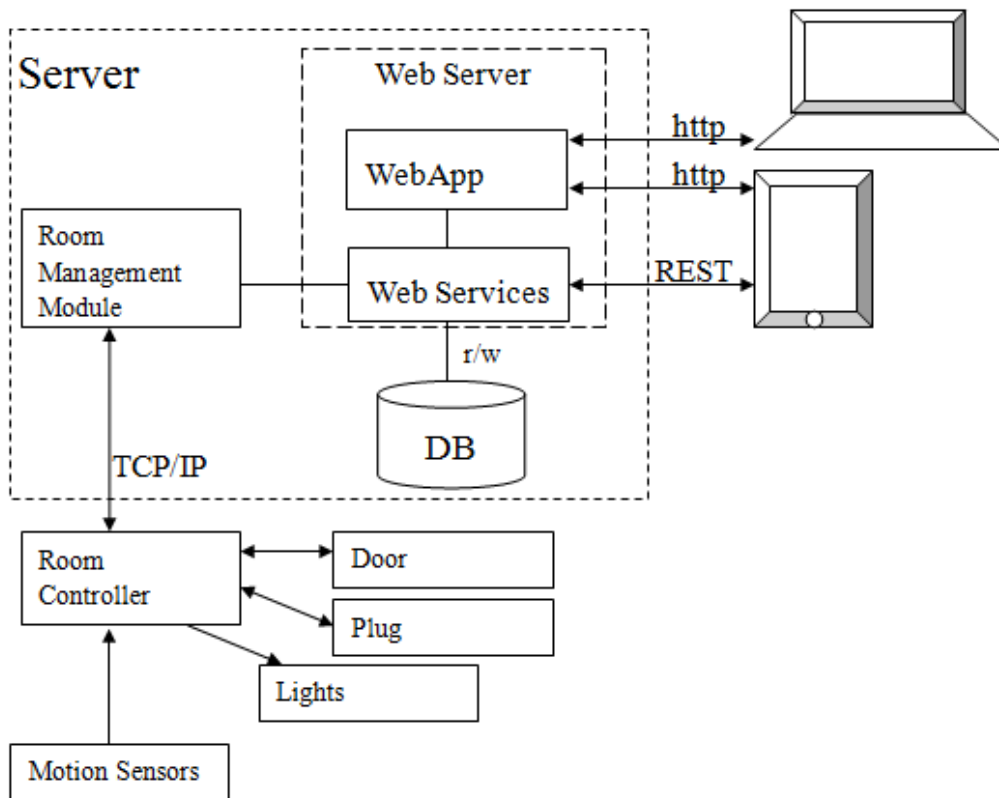 Server
Web Server
http
WebApp
http
Room
Management
Module
Web Services
REST
r/w
DB
TCP/IP
Room
Controller
Door
Plug
Lights
Motion Sensors